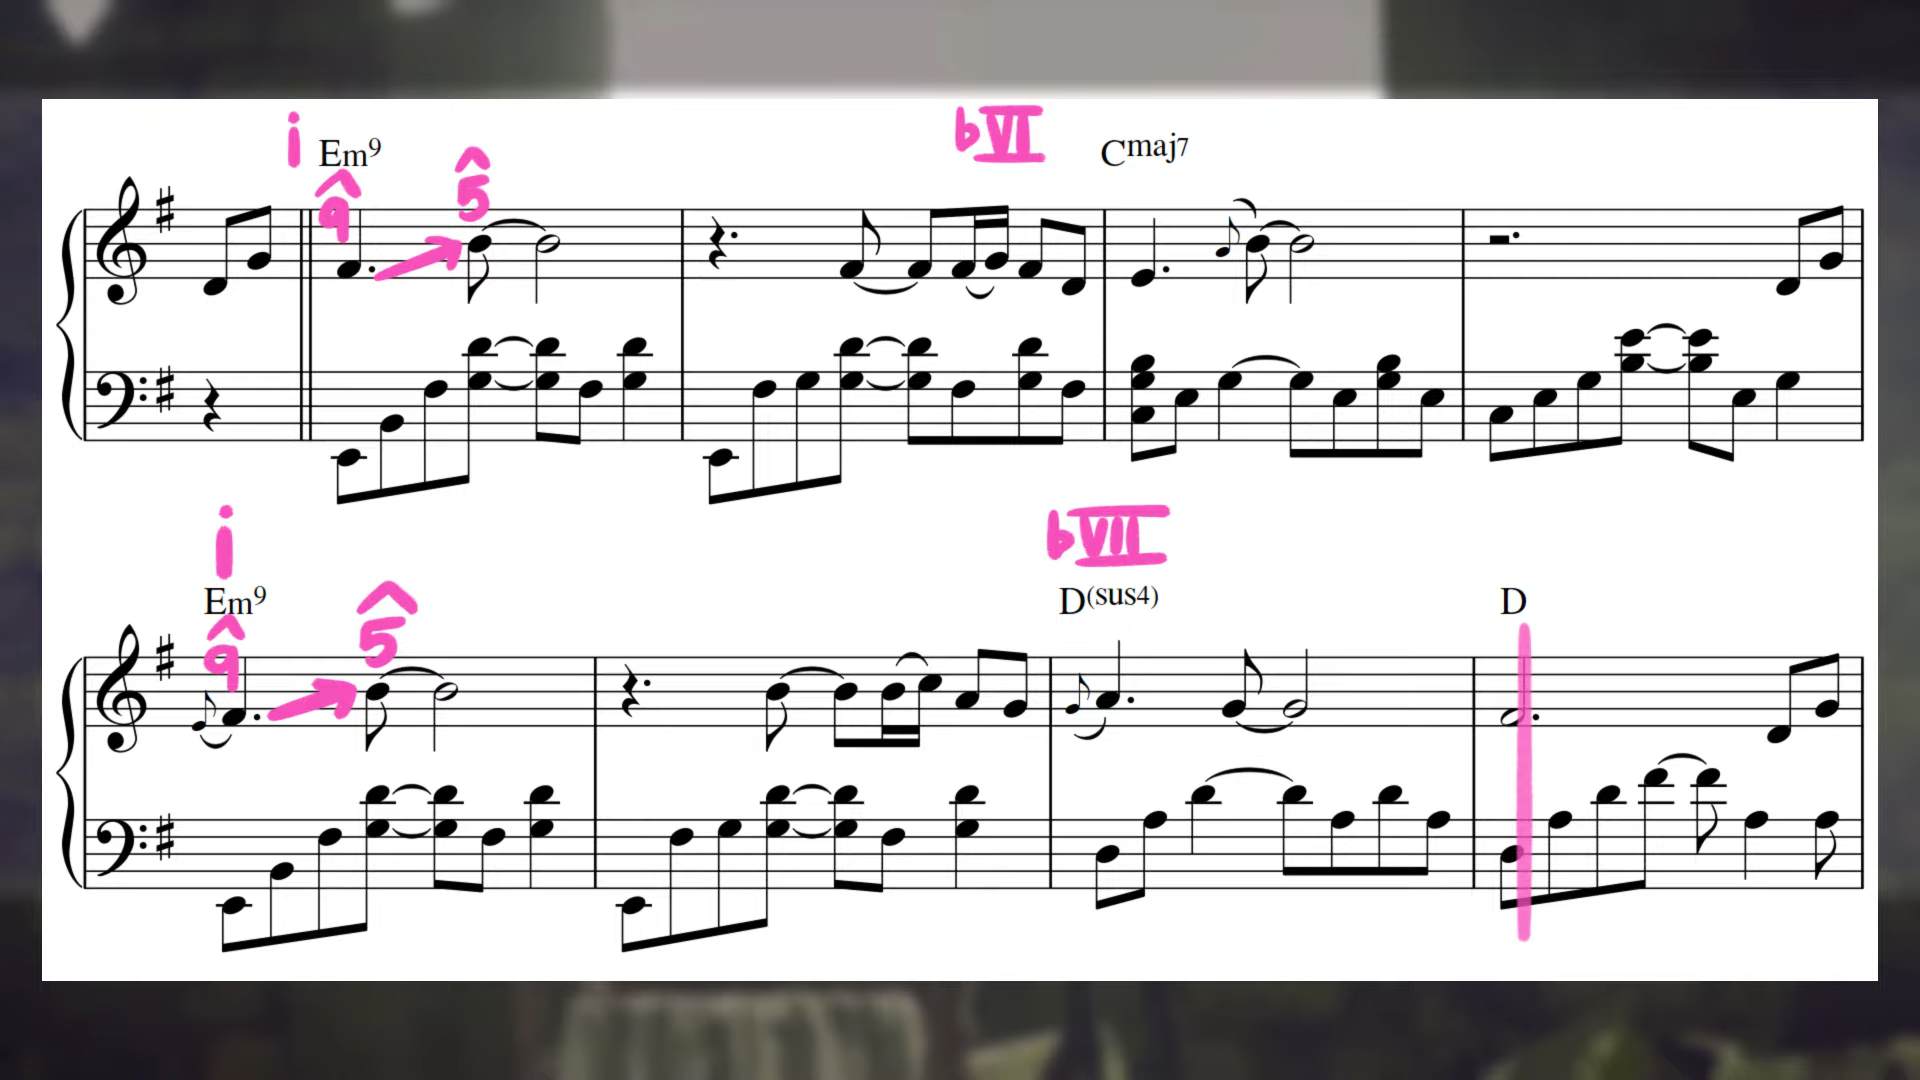 i Em9 ♭VI Cmaj7
^9 ^5
i ♭VII
Em9 D(sus4) D
^9 ^5